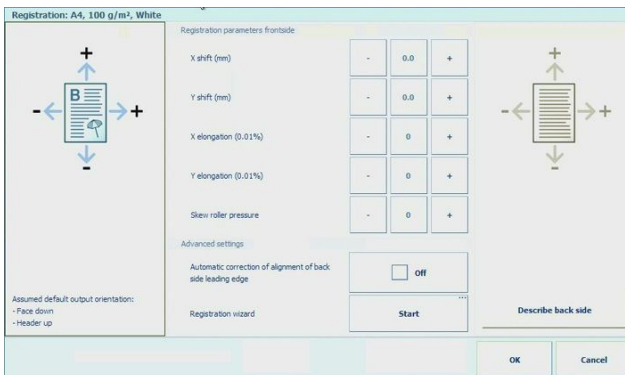 Registration: A4, 100 g/m², White
Registration parameters frontside
+
B
-
+
-
X shift (mm)
- 0.0 +
Y shift (mm)
- 0.0 +
X elongation (0.01%)
- 0 +
Y elongation (0.01%)
- 0 +
Skew roller pressure
- 0 +
Advanced settings
Automatic correction of alignment of back
side leading edge
Off
Registration wizard
Start
...
Assumed default output orientation:
- Face down
- Header up
+
-
+
-
Describe back side
OK
Cancel